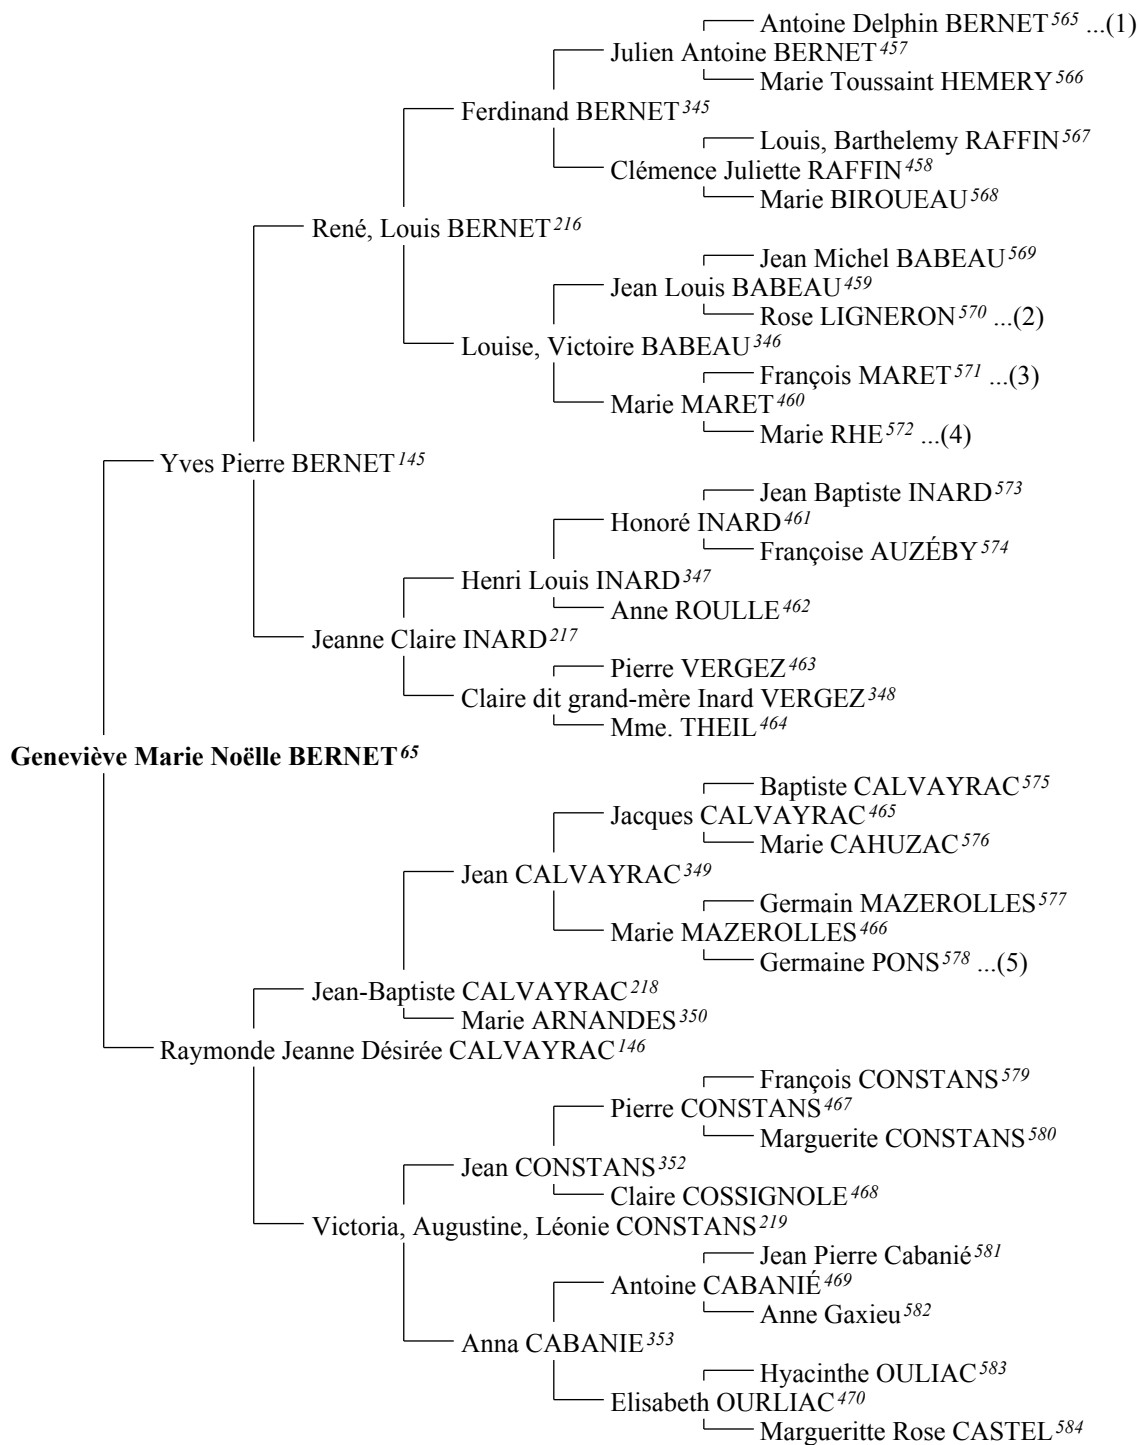 Antoine Delphin BERNET565 ...(1)
Julien Antoine BERNET457
Marie Toussaint HEMERY566
Ferdinand BERNET345
Louis, Barthelemy RAFFIN567
Clémence Juliette RAFFIN458
Marie BIROUEAU568
René, Louis BERNET216
Jean Michel BABEAU569
Jean Louis BABEAU459
Rose LIGNERON570 ...(2)
Louise, Victoire BABEAU346
François MARET571 ...(3)
Marie MARET460
Marie RHE572 ...(4)
Yves Pierre BERNET145
Jean Baptiste INARD573
Honoré INARD461
Françoise AUZÉBY574
Henri Louis INARD347
Anne ROULLE462
Jeanne Claire INARD217
Pierre VERGEZ463
Claire dit grand-mère Inard VERGEZ348
Mme. THEIL464
Geneviève Marie Noëlle BERNET65
Baptiste CALVAYRAC575
Jacques CALVAYRAC465
Marie CAHUZAC576
Jean CALVAYRAC349
Germain MAZEROLLES577
Marie MAZEROLLES466
Germaine PONS578 ...(5)
Jean-Baptiste CALVAYRAC218
Marie ARNANDES350
Raymonde Jeanne Désirée CALVAYRAC146
François CONSTANS579
Pierre CONSTANS467
Marguerite CONSTANS580
Jean CONSTANS352
Claire COSSIGNOLE468
Victoria, Augustine, Léonie CONSTANS219
Jean Pierre Cabanié581
Antoine CABANIÉ469
Anne Gaxieu582
Anna CABANIE353
Hyacinthe OULIAC583
Elisabeth OURLIAC470
Margueritte Rose CASTEL584